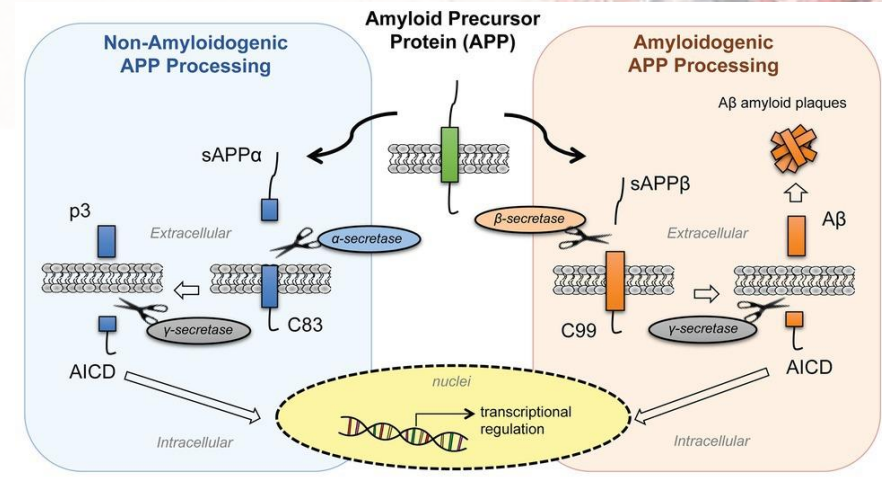 Amyloid Precursor
Protein (APP)
Non-Amyloidogenic
APP Processing
sAPPα
p3
Extracellular
α-secretase
γ-secretase
C83
AICD
Intracellular
Amyloidogenic
APP Processing
Aβ amyloid plaques
sAPPβ
β-secretase
Aβ
Extracellular
C99
γ-secretase
AICD
Intracellular
nuclei
transcriptional
regulation